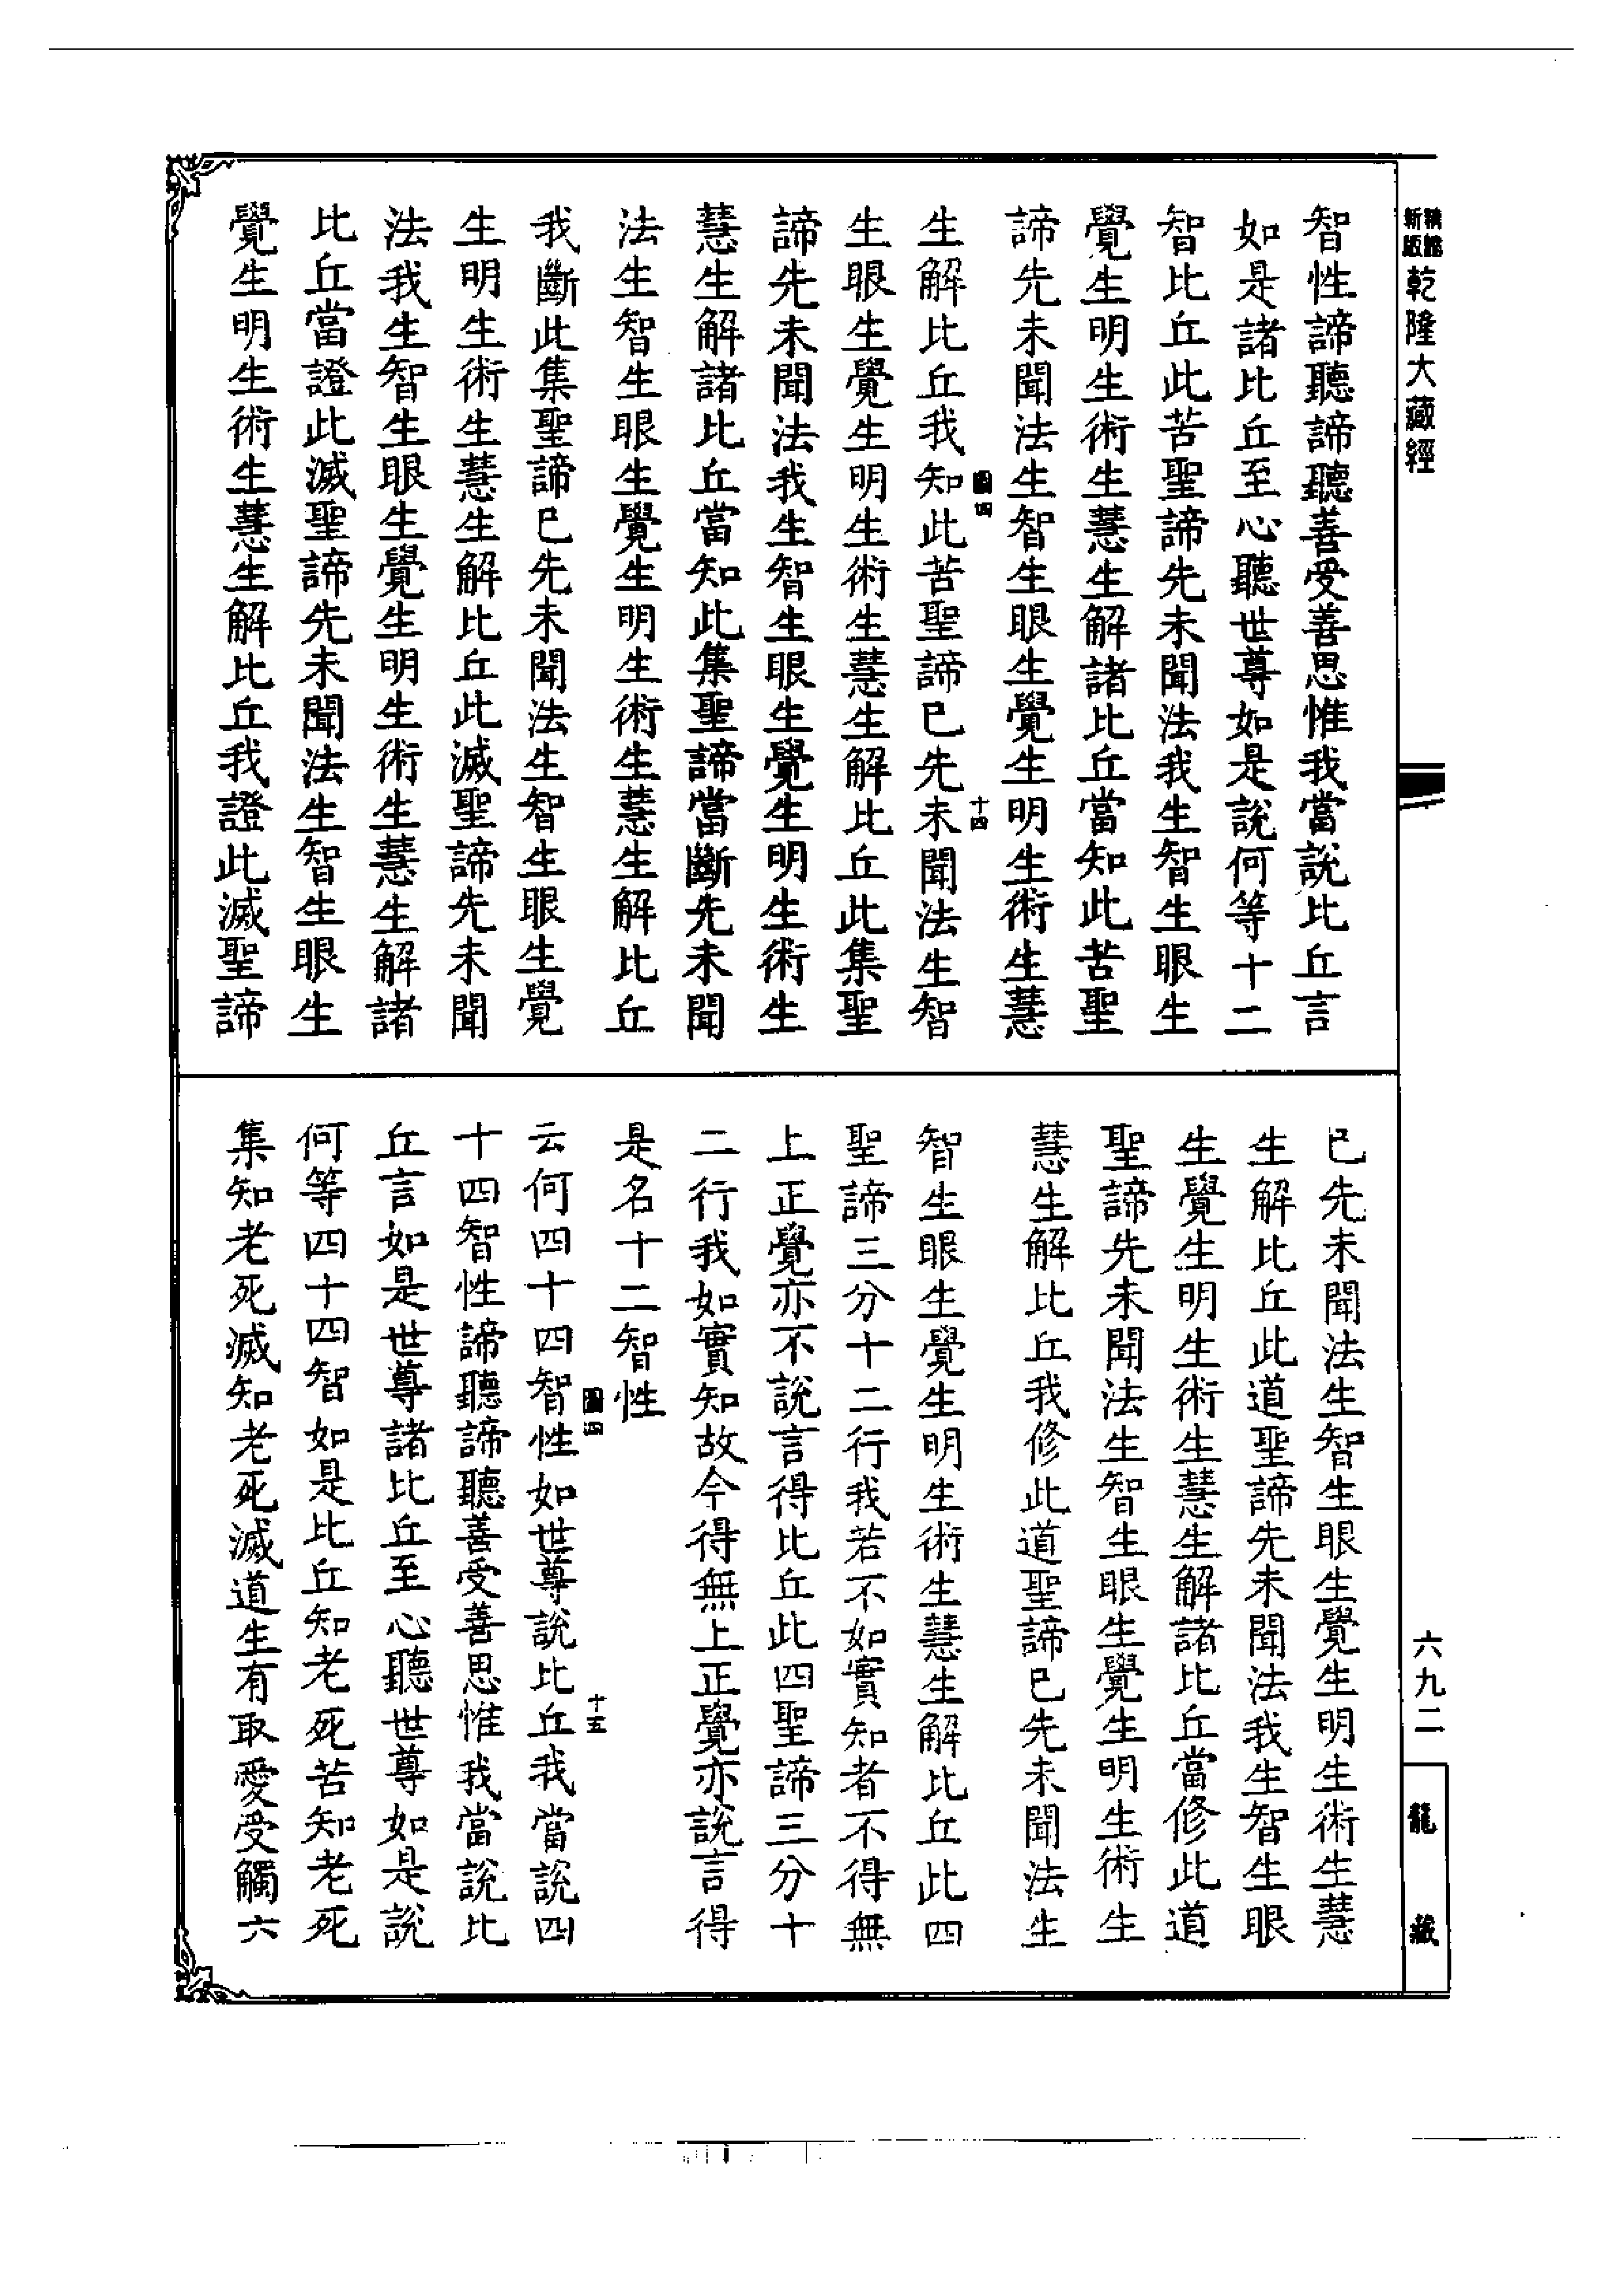 新版
精縮
乾隆大藏經
智性諦聽諦聽善受善思惟我當說比丘言
如是諸比丘至心聽世尊如是說何等十二
智比丘此苦聖諦先未聞法我生智生眼生
覺生明生術生慧生解諸比丘當知此苦聖
諦先未聞法生智生眼生覺生明生術生慧
圖四
十四
生解比丘我知此苦聖諦已先未聞法生智
生眼生覺生明生術生慧生解比丘此集聖
諦先未聞法我生智生眼生覺生明生術生
慧生解諸比丘當知此集聖諦當斷先未聞
法生智生眼生覺生明生術生慧生解比丘
我斷此集聖諦已先未聞法生智生眼生覺
生明生術生慧生解比丘此滅聖諦先未聞
法我生智生眼生覺生明生術生慧生解諸
比丘當證此滅聖諦先未聞法生智生眼生
覺生明生術生慧生解比丘我證此滅聖諦
已先未聞法生智生眼生覺生明生術生慧
生解比丘此道聖諦先未聞法我生智生眼
生覺生明生術生慧生解諸比丘當修此道
聖諦先未聞法生智生眼生覺生明生術生
慧生解比丘我修此道聖諦已先未聞法生
智生眼生覺生明生術生慧生解比丘此四
聖諦三分十二行我若不如實知者不得無
上正覺亦不說言得比丘此四聖諦三分十
二行我如實知故今得無上正覺亦說言得
是名十二智性
圖四
十五
云何四十四智性如世尊說比丘我當說四
十四智性諦聽諦聽善受善思惟我當說比
丘言如是世尊諸比丘至心聽世尊如是說
何等四十四智如是比丘知老死苦知老死
集知老死滅知老死滅道生有取愛受觸六
六九二
龍藏